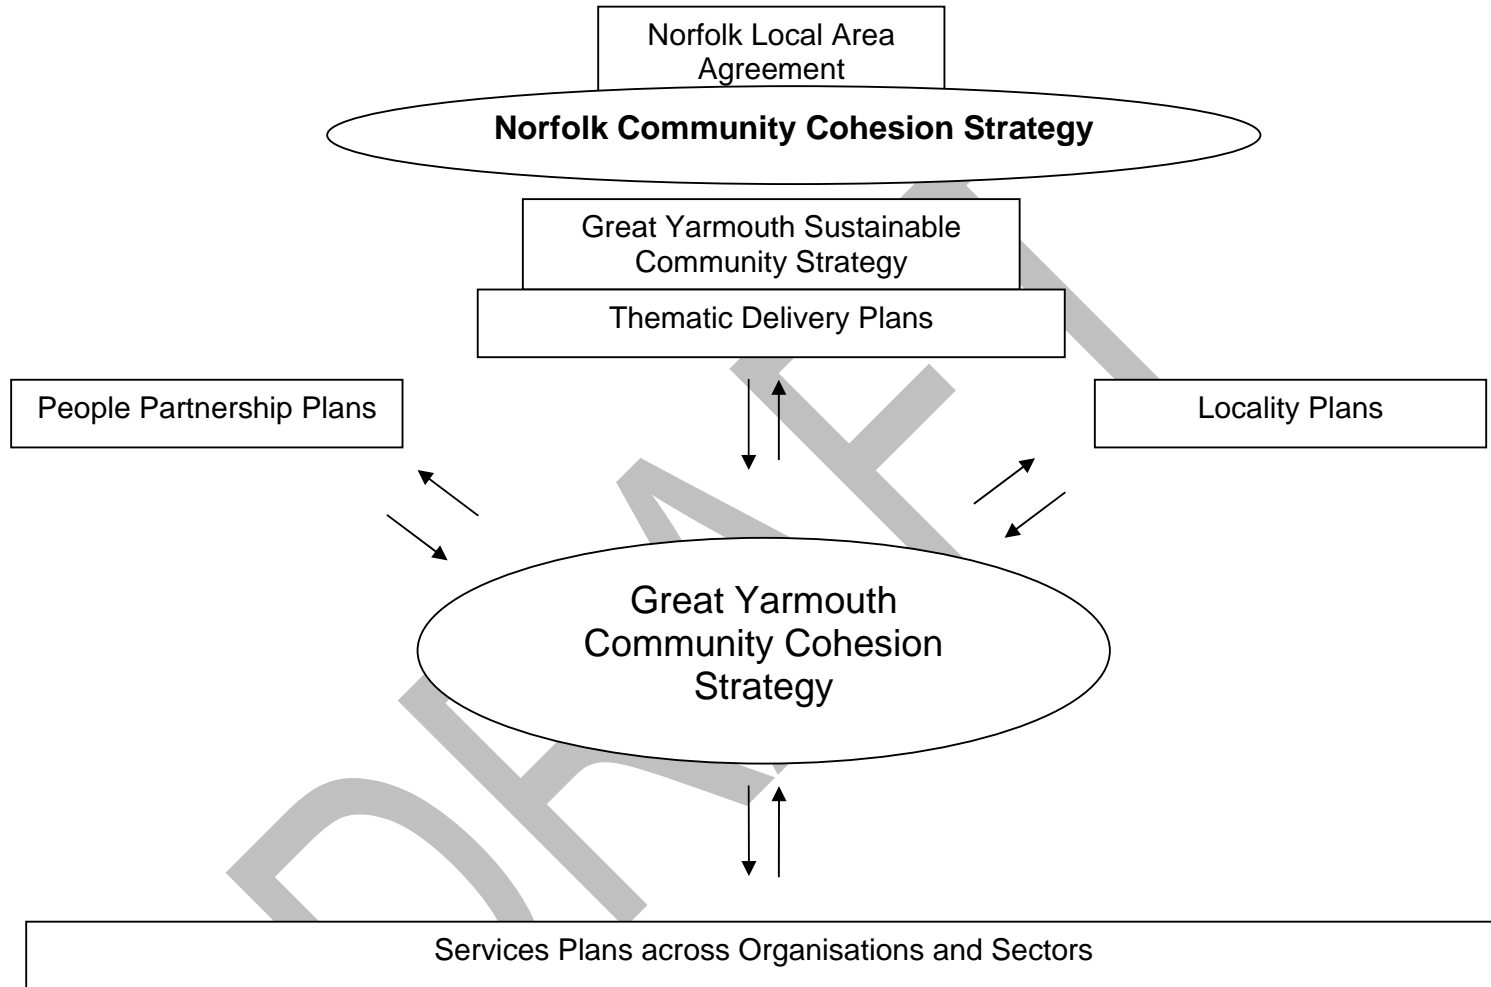 Norfolk Local Area
Agreement
Norfolk Community Cohesion Strategy
Great Yarmouth Sustainable
Community Strategy
Thematic Delivery Plans
People Partnership Plans
Locality Plans
Great Yarmouth
Community Cohesion
Strategy
Services Plans across Organisations and Sectors
DRAFT